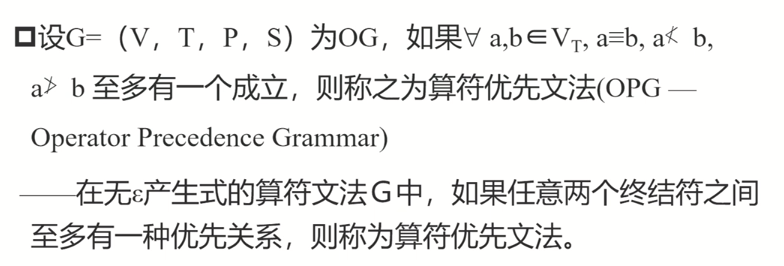 设G=（V，T，P，S）为OG，如果∀ a,b∈V_T, a≡b, a⊀ b,
a⊁ b 至多有一个成立，则称之为算符优先文法(OPG —
Operator Precedence Grammar)
——在无ε产生式的算符文法G中，如果任意两个终结符之间
至多有一种优先关系，则称为算符优先文法。